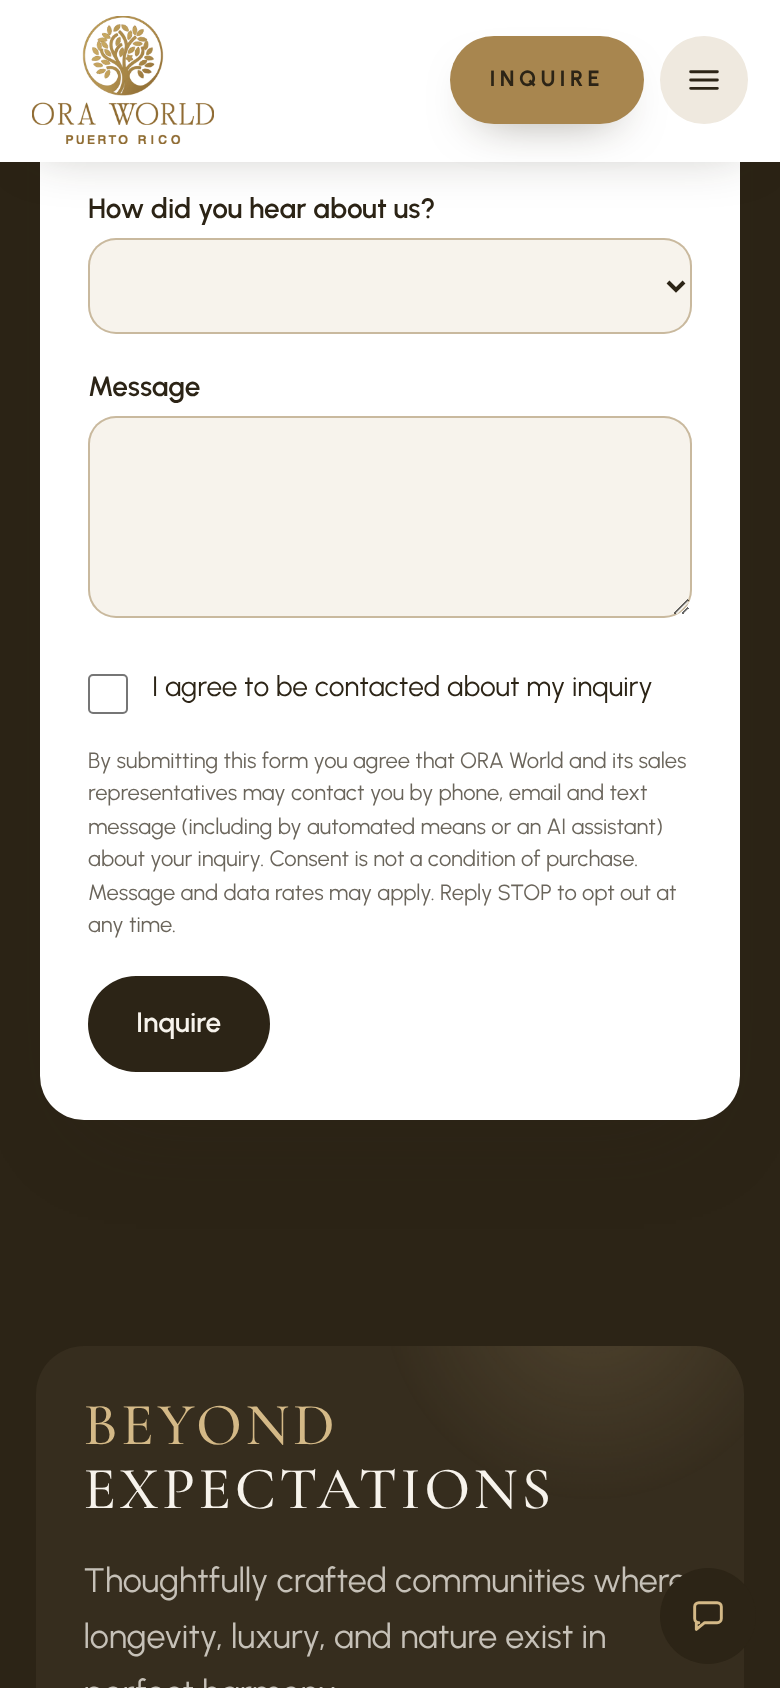 ORA WORLD
PUERTO RICO
INQUIRE
How did you hear about us?
Message
I agree to be contacted about my inquiry
By submitting this form you agree that ORA World and its sales
representatives may contact you by phone, email and text
message (including by automated means or an AI assistant)
about your inquiry. Consent is not a condition of purchase.
Message and data rates may apply. Reply STOP to opt out at
any time.
Inquire
BEYOND
EXPECTATIONS
Thoughtfully crafted communities where
longevity, luxury, and nature exist in
perfect harmony.